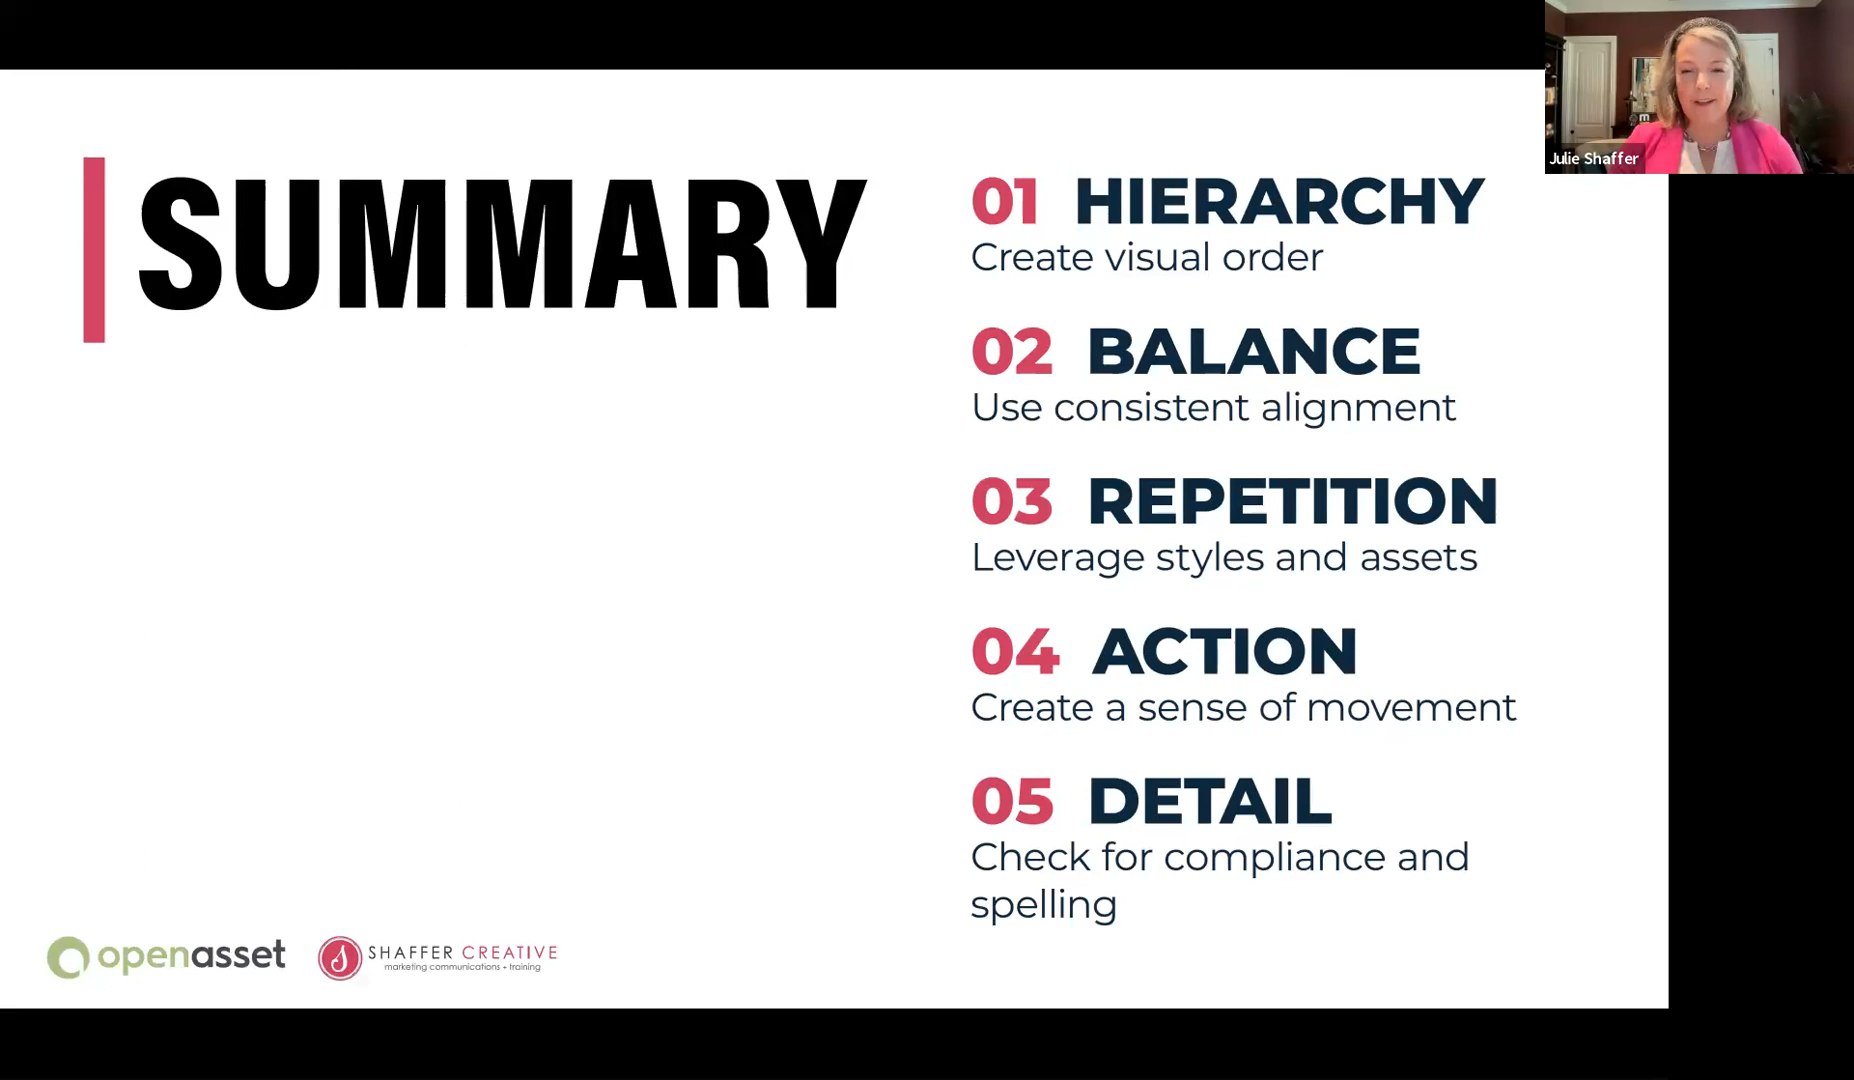 Julie Shaffer
SUMMARY
01 HIERARCHY
Create visual order
02 BALANCE
Use consistent alignment
03 REPETITION
Leverage styles and assets
04 ACTION
Create a sense of movement
05 DETAIL
Check for compliance and
spelling
openasset
SHAFFER CREATIVE
marketing communications + training